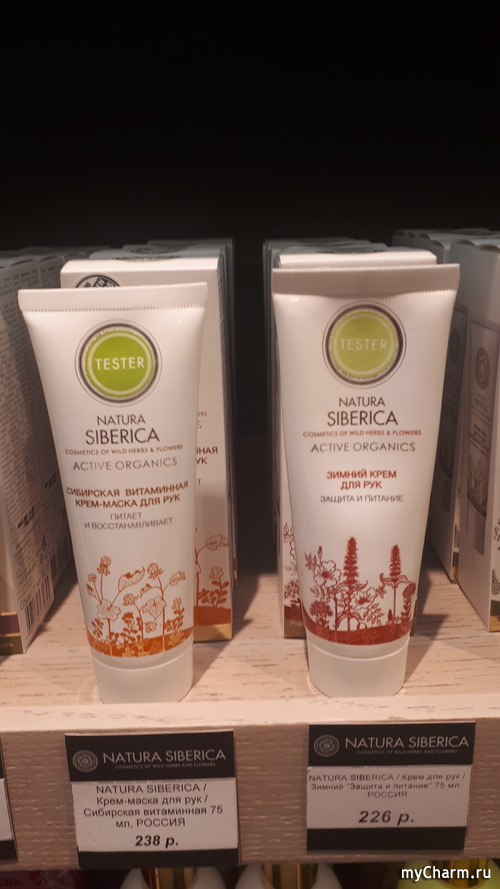 TESTER
NATURA
SIBERICA
COSMETICS OF WILD HERBS & FLOWERS
ACTIVE ORGANICS
СИБИРСКАЯ ВИТАМИННАЯ
КРЕМ-МАСКА ДЛЯ РУК
ПИТАЕТ
И ВОССТАНАВЛИВАЕТ
TESTER
NATURA
SIBERICA
COSMETICS OF WILD HERBS & FLOWERS
ACTIVE ORGANICS
ЗИМНИЙ КРЕМ
ДЛЯ РУК
ЗАЩИТА И ПИТАНИЕ
NATURA SIBERICA
COSMETICS OF WILD HERBS AND FLOWERS
NATURA SIBERICA /
Крем-маска для рук /
Сибирская витаминная 75
мл, РОССИЯ
238 р.
NATURA SIBERICA
COSMETICS OF WILD HERBS AND FLOWERS
NATURA SIBERICA / Крем для рук /
Зимний "Защита и питание" 75 мл,
РОССИЯ
226 р.
myCharm.ru